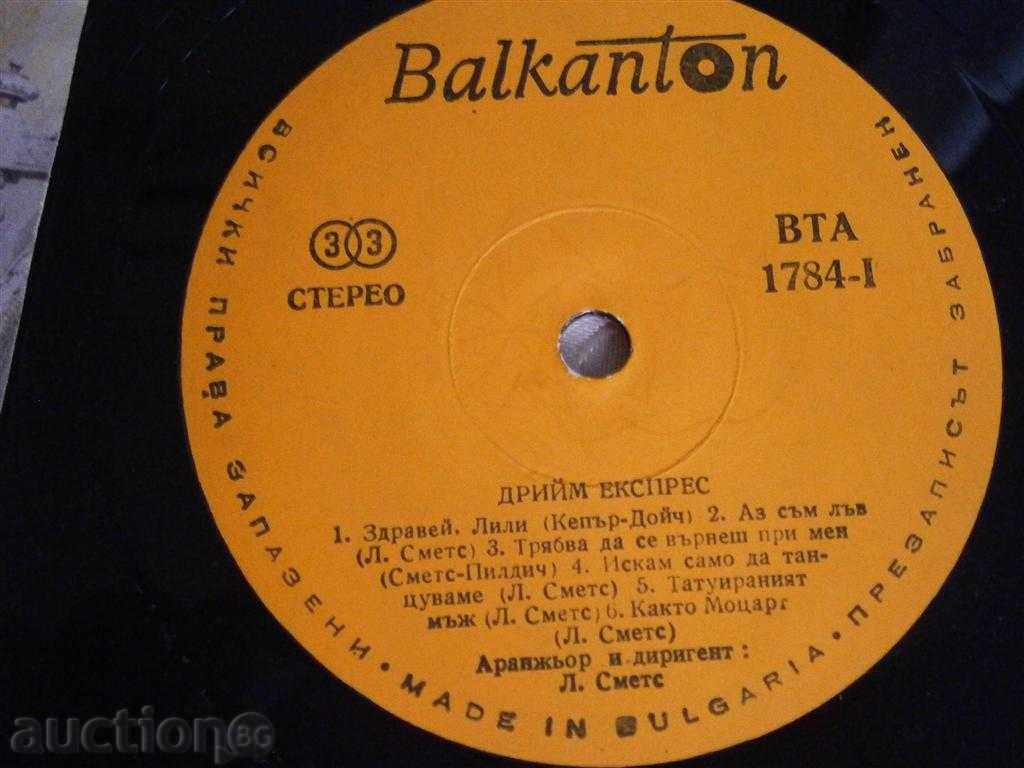 Balkanton
33
СТЕРЕО
ВТА
1784-I
ДРИЙМ ЕКСПРЕС
1. Здравей, Лили (Кепър-Дойч) 2. Аз съм лъв
(Л. Сметс) 3. Трябва да се върнеш при мен
(Сметс-Пилдич) 4. Искам само да тан-
цуваме (Л. Сметс) 5. Татуираният
мъж (Л. Сметс) 6. Както Моцарт
(Л. Сметс)
Аранжьор и диригент:
Л. Сметс
ВСИЧКИ ПРАВА ЗАПАЗЕНИ • MADE IN BULGARIA • ПРЕЗАПИСЪТ ЗАБРАНЕН
auction86